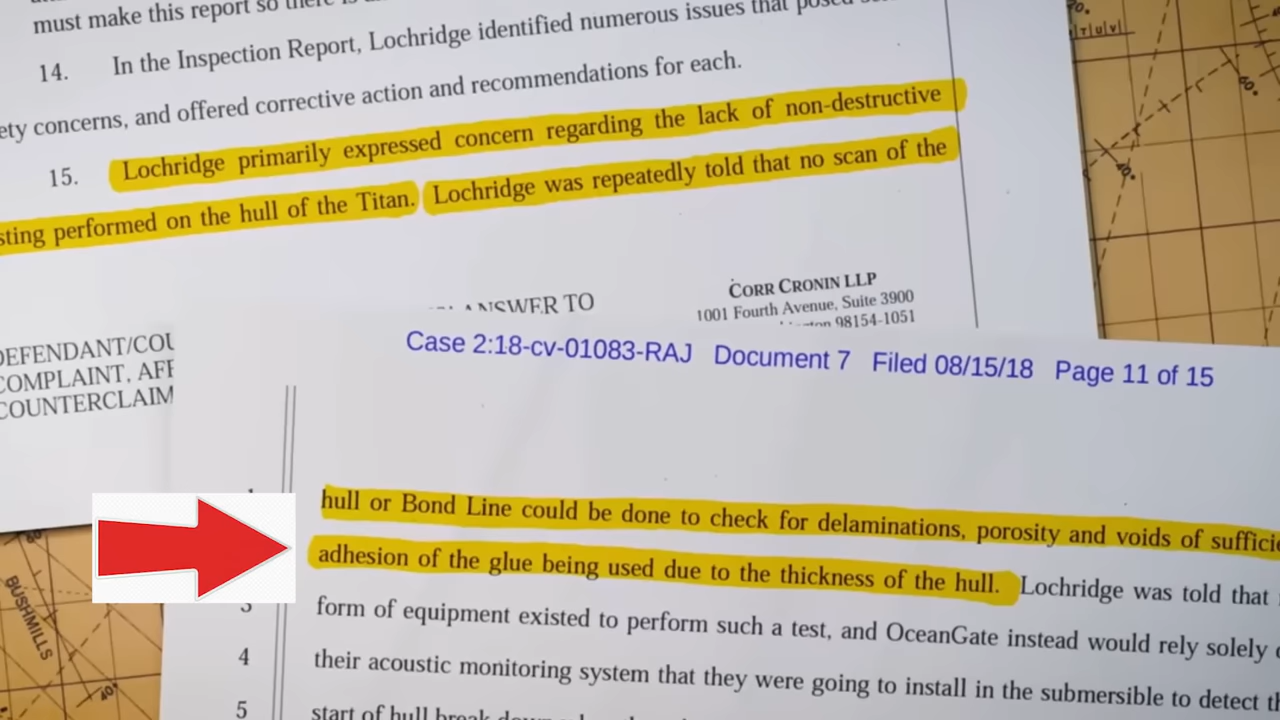 must make this report so there is
14. In the Inspection Report, Lochridge identified numerous issues that posed
ety concerns, and offered corrective action and recommendations for each.
15. Lochridge primarily expressed concern regarding the lack of non-destructive
sting performed on the hull of the Titan. Lochridge was repeatedly told that no scan of the
ANSWER TO
CORR CRONIN LLP
1001 Fourth Avenue, Suite 3900
98154-1051
DEFENDANT/COU
COMPLAINT, AFF
COUNTERCLAIM
Case 2:18-cv-01083-RAJ Document 7 Filed 08/15/18 Page 11 of 15
hull or Bond Line could be done to check for delaminations, porosity and voids of sufficie
adhesion of the glue being used due to the thickness of the hull. Lochridge was told that
3 form of equipment existed to perform such a test, and OceanGate instead would rely solely
4 their acoustic monitoring system that they were going to install in the submersible to detect
5 start of hull break
T U V
60°
40°
BUSHMILLS
40°